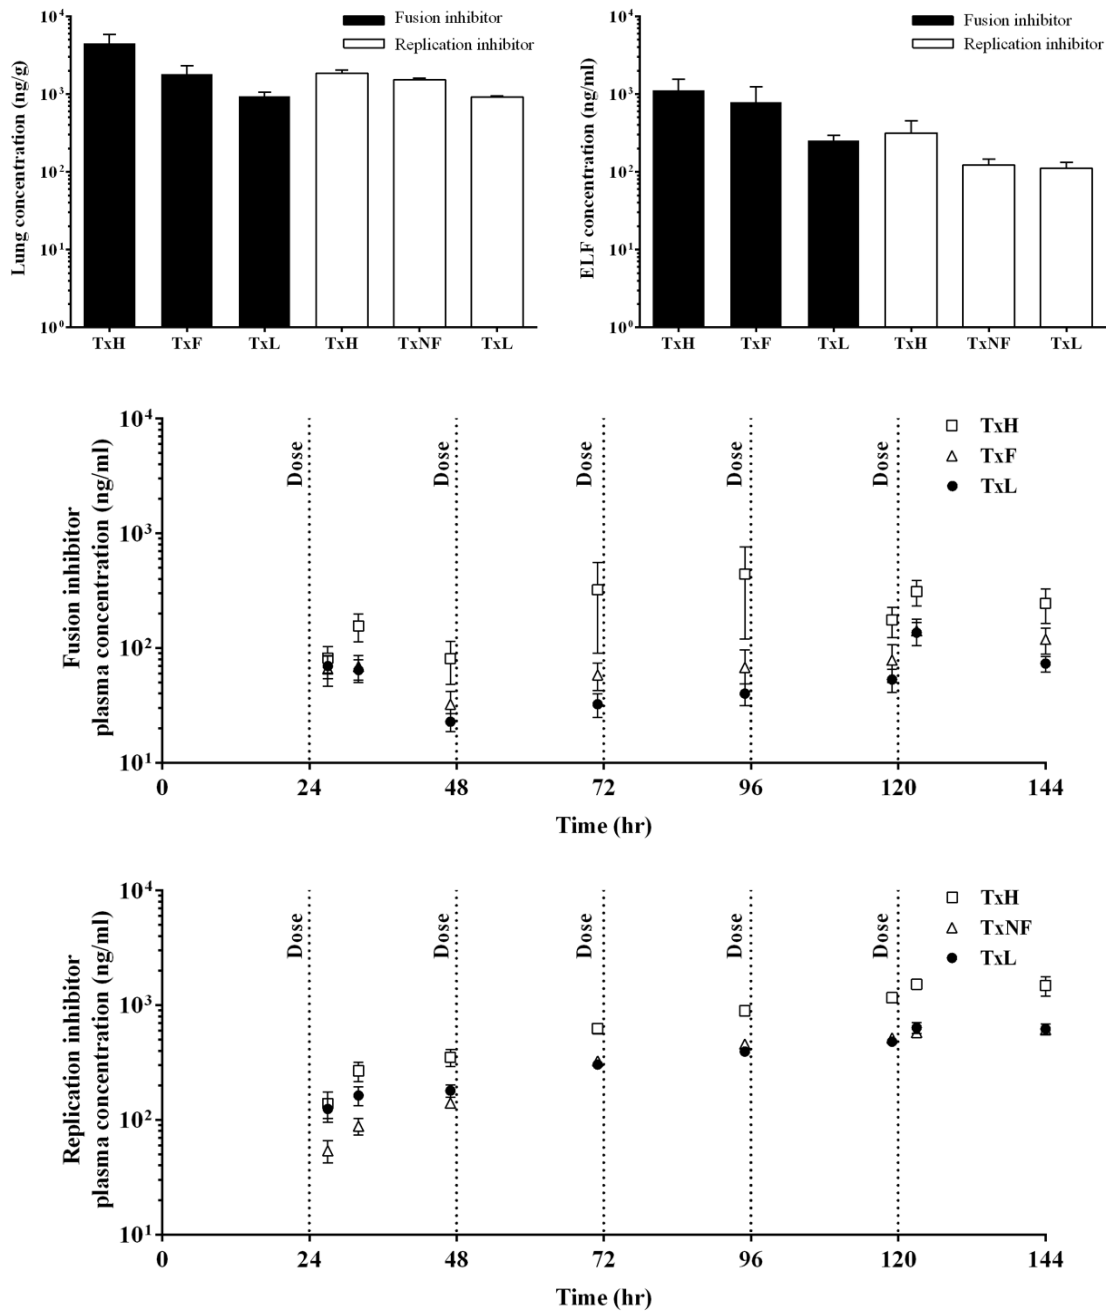 Lung concentration (ng/g)
10⁴
10³
10²
10¹
10⁰
Fusion inhibitor
Replication inhibitor
TxH TxF TxL TxH TxNF TxL
ELF concentration (ng/ml)
10⁴
10³
10²
10¹
10⁰
Fusion inhibitor
Replication inhibitor
TxH TxF TxL TxH TxNF TxL
Fusion inhibitor
plasma concentration (ng/ml)
10⁴
10³
10²
10¹
Dose Dose Dose Dose Dose
TxH
TxF
TxL
0 24 48 72 96 120 144
Time (hr)
Replication inhibitor
plasma concentration (ng/ml)
10⁴
10³
10²
10¹
Dose Dose Dose Dose Dose
TxH
TxNF
TxL
0 24 48 72 96 120 144
Time (hr)